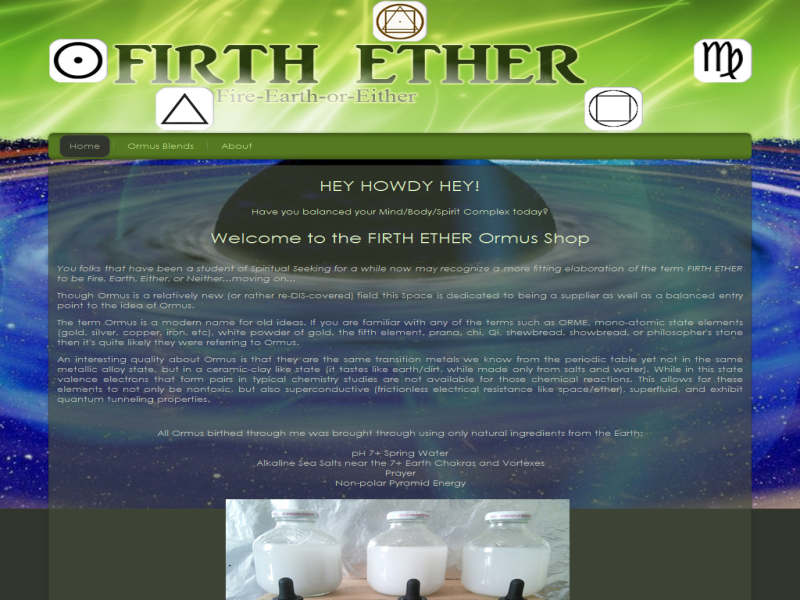 FIRTH ETHER
Fire-Earth-or-Either
Home
Ormus Blends
About
HEY HOWDY HEY!
Have you balanced your Mind/Body/Spirit Complex today?
Welcome to the FIRTH ETHER Ormus Shop
You folks that have been a student of Spiritual Seeking for a while now may recognize a more fitting elaboration of the term FIRTH ETHER
to be Fire, Earth, Either, or Neither...moving on...
Though Ormus is a relatively new (or rather re-DIS-covered) field this Space is dedicated to being a supplier as well as a balanced entry
point to the idea of Ormus.
The term Ormus is a modern name for old ideas. If you are familiar with any of the terms such as ORME, mono-atomic state elements
(gold, silver, copper, iron, etc), white powder of gold, the fifth element, prana, chi, Qi, shewbread, showbread, or philosopher's stone
then it's quite likely they were referring to Ormus.
An interesting quality about Ormus is that they are the same transition metals we know from the periodic table yet not in the same
metallic alloy state, but in a ceramic-clay like state (it tastes like earth/dirt, while made only from salts and water). While in this state
valence electrons that form pairs in typical chemistry studies are not available for those chemical reactions. This allows for these
elements to not only be nontoxic, but also superconductive (frictionless electrical resistance like space/ether), superfluid, and exhibit
quantum tunneling properties.
All Ormus birthed through me was brought through using only natural ingredients from the Earth:
pH 7+ Spring Water
Alkaline Sea Salts near the 7+ Earth Chakras and Vortexes
Prayer
Non-polar Pyramid Energy